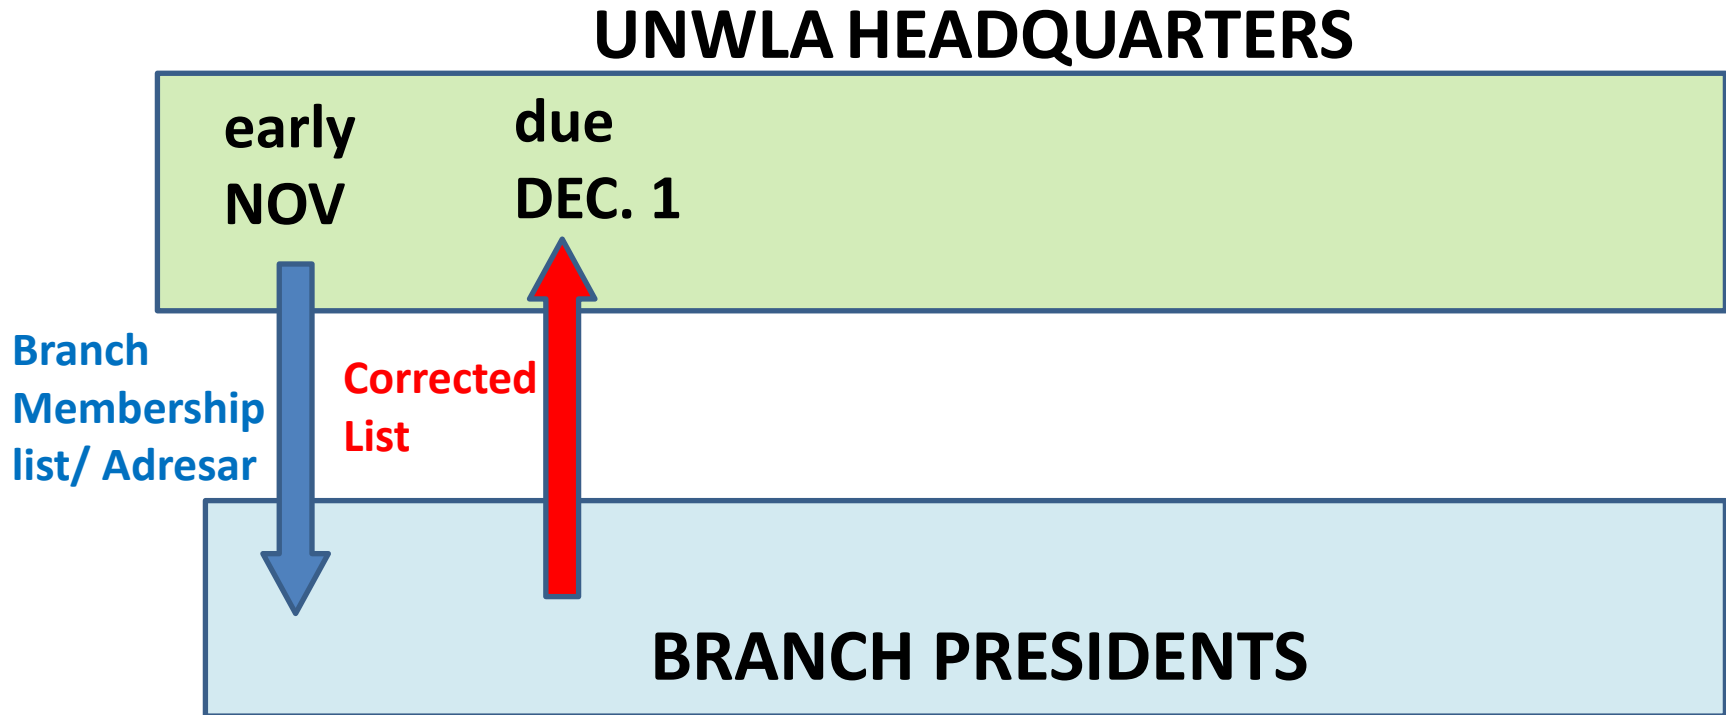 UNWLA HEADQUARTERS
early
NOV
due
DEC. 1
Branch
Membership
list/ Adresar
Corrected
List
BRANCH PRESIDENTS